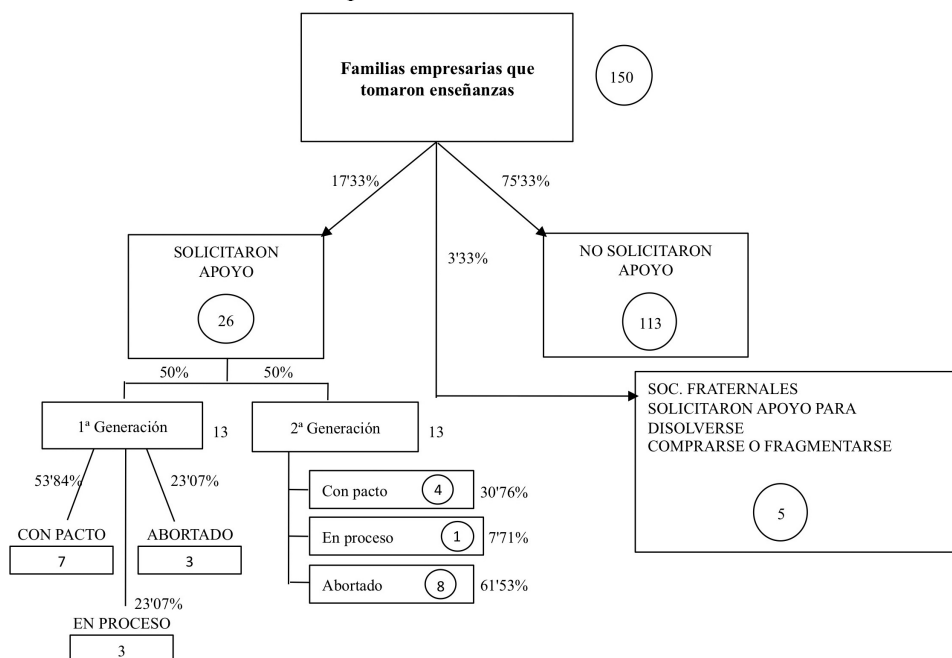 Familias empresarias que
tomaron enseñanzas
150
17'33%
75'33%
3'33%
SOLICITARON
APOYO
26
NO SOLICITARON
APOYO
113
SOC. FRATERNALES
SOLICITARON APOYO PARA
DISOLVERSE
COMPRARSE O FRAGMENTARSE
5
50%
50%
1ª Generación
13
2ª Generación
13
53'84%
23'07%
CON PACTO
7
ABORTADO
3
23'07%
EN PROCESO
3
Con pacto
4
30'76%
En proceso
1
7'71%
Abortado
8
61'53%